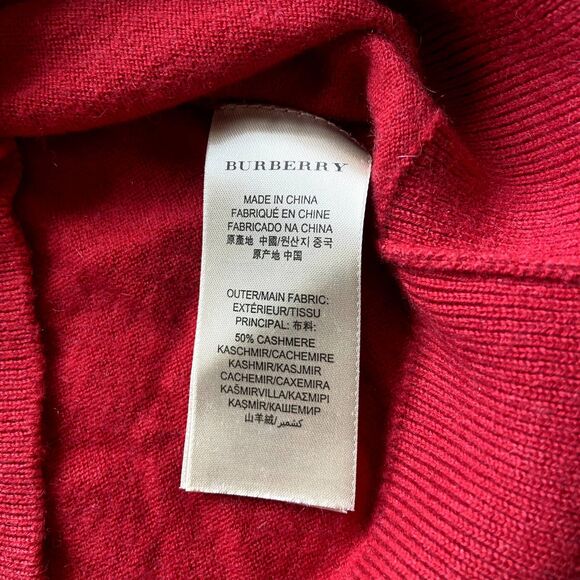 BURBERRY
MADE IN CHINA
FABRIQUÉ EN CHINE
FABRICADO NA CHINA
原產地 中國/원산지 중국
原产地 中国
OUTER/MAIN FABRIC:
EXTÉRIEUR/TISSU
PRINCIPAL: 布料:
50% CASHMERE
KASCHMIR/CACHEMIRE
KASHMIR/KASJMIR
CACHEMIR/CAXEMIRA
KAŠMIRVILLA/ΚΑΣΜΙΡΙ
KAŞMİR/КАШЕМИР
山羊絨/كشمير